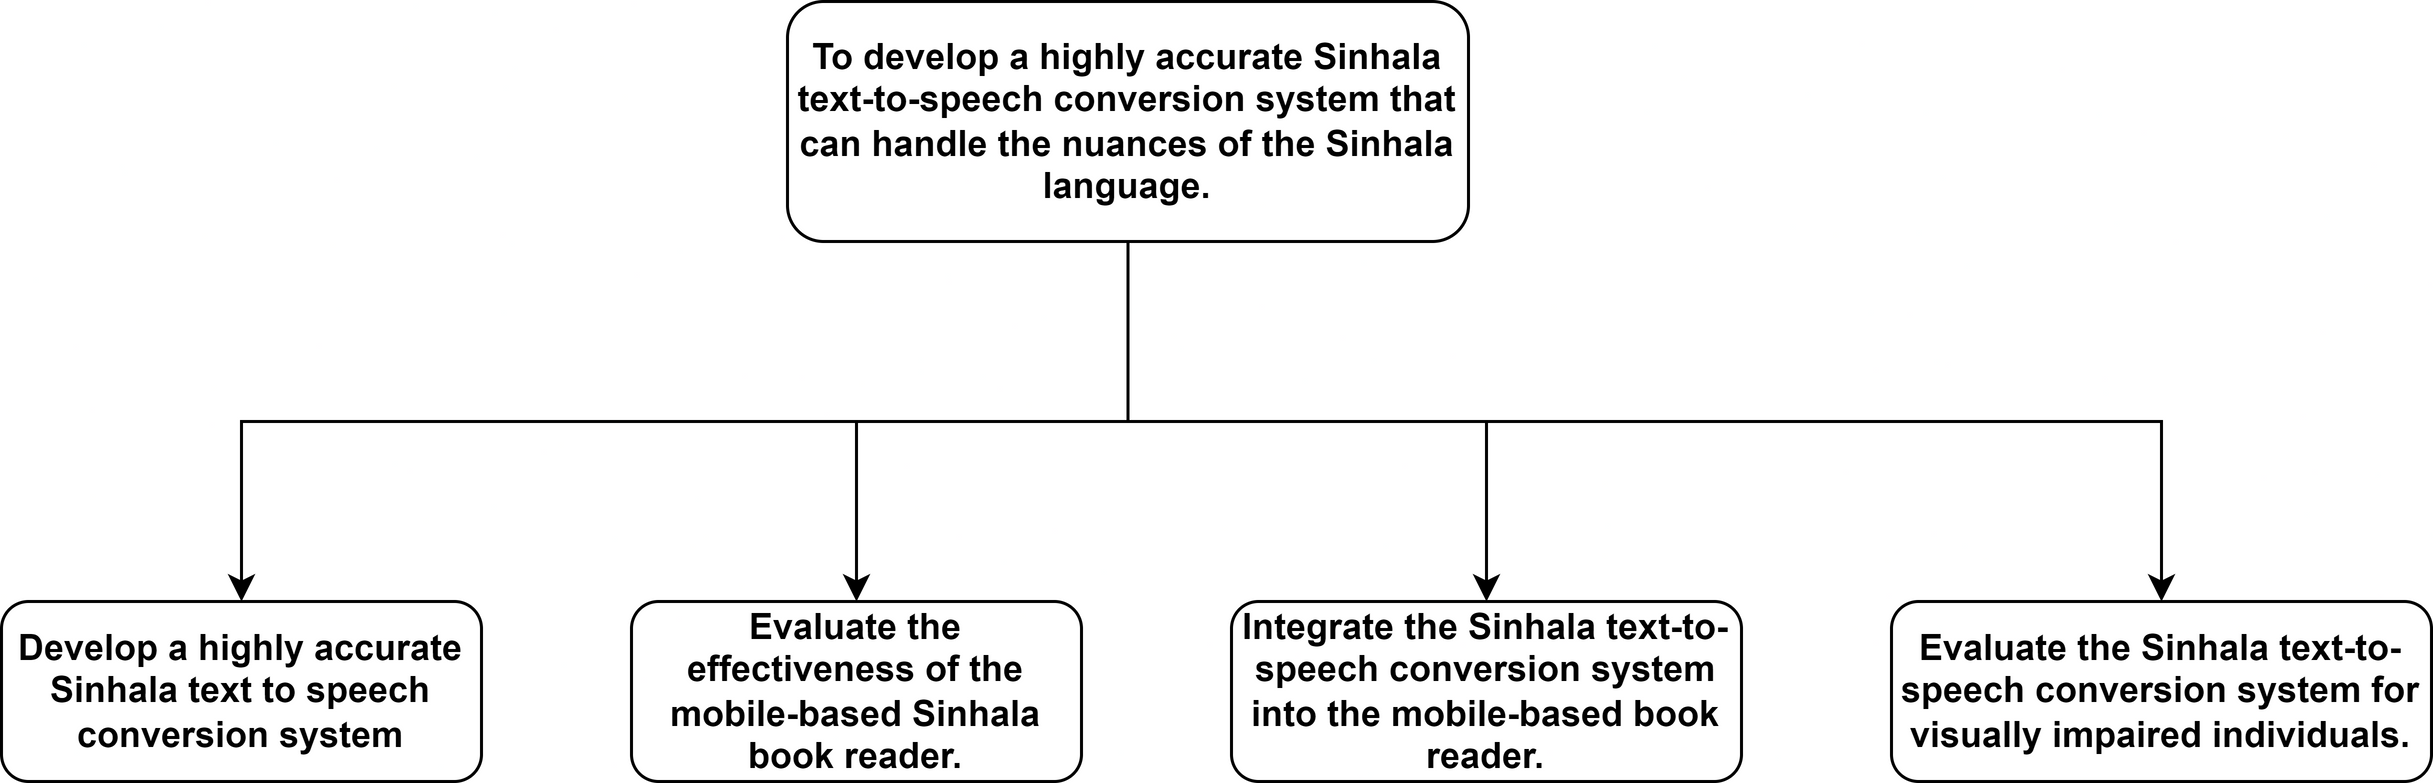 To develop a highly accurate Sinhala
text-to-speech conversion system that
can handle the nuances of the Sinhala
language.
Develop a highly accurate
Sinhala text to speech
conversion system
Evaluate the
effectiveness of the
mobile-based Sinhala
book reader.
Integrate the Sinhala text-to-
speech conversion system
into the mobile-based book
reader.
Evaluate the Sinhala text-to-
speech conversion system for
visually impaired individuals.